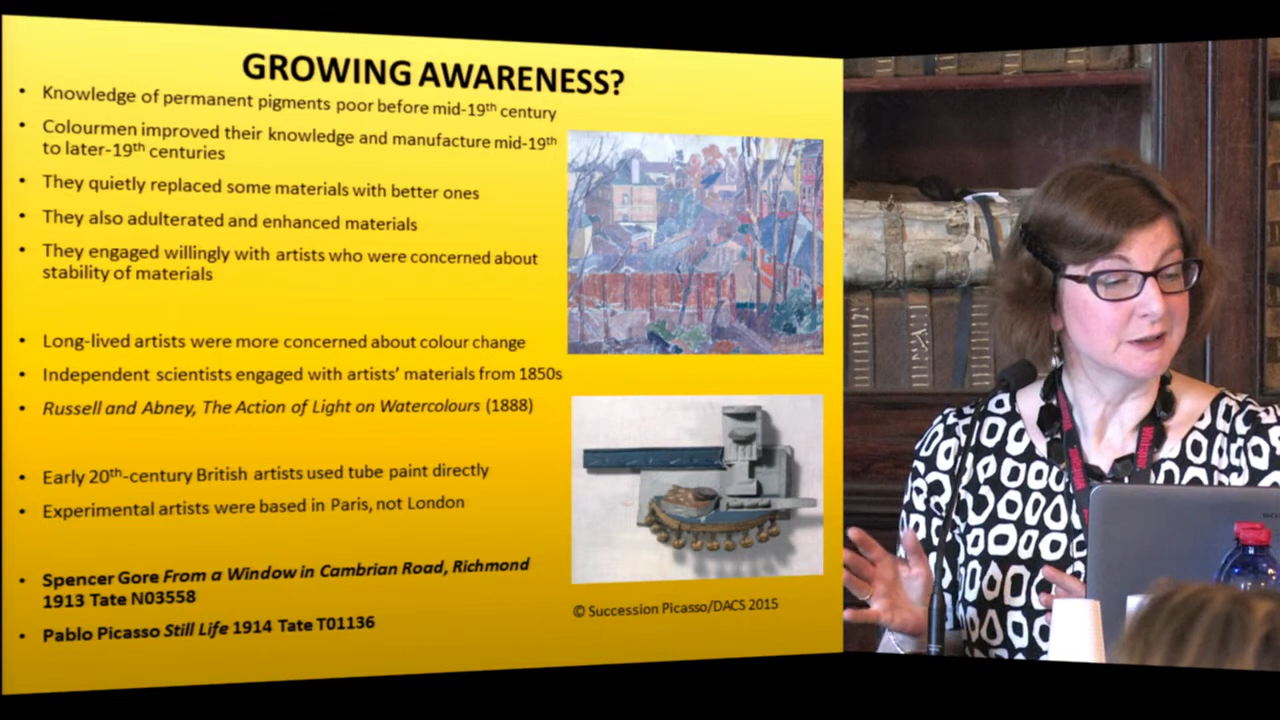 GROWING AWARENESS?
• Knowledge of permanent pigments poor before mid-19th century
• Colourmen improved their knowledge and manufacture mid-19th
to later-19th centuries
• They quietly replaced some materials with better ones
• They also adulterated and enhanced materials
• They engaged willingly with artists who were concerned about
stability of materials
• Long-lived artists were more concerned about colour change
• Independent scientists engaged with artists' materials from 1850s
• Russell and Abney, The Action of Light on Watercolours (1888)
• Early 20th-century British artists used tube paint directly
• Experimental artists were based in Paris, not London
• Spencer Gore From a Window in Cambrian Road, Richmond
1913 Tate N03558
• Pablo Picasso Still Life 1914 Tate T01136
© Succession Picasso/DACS 2015